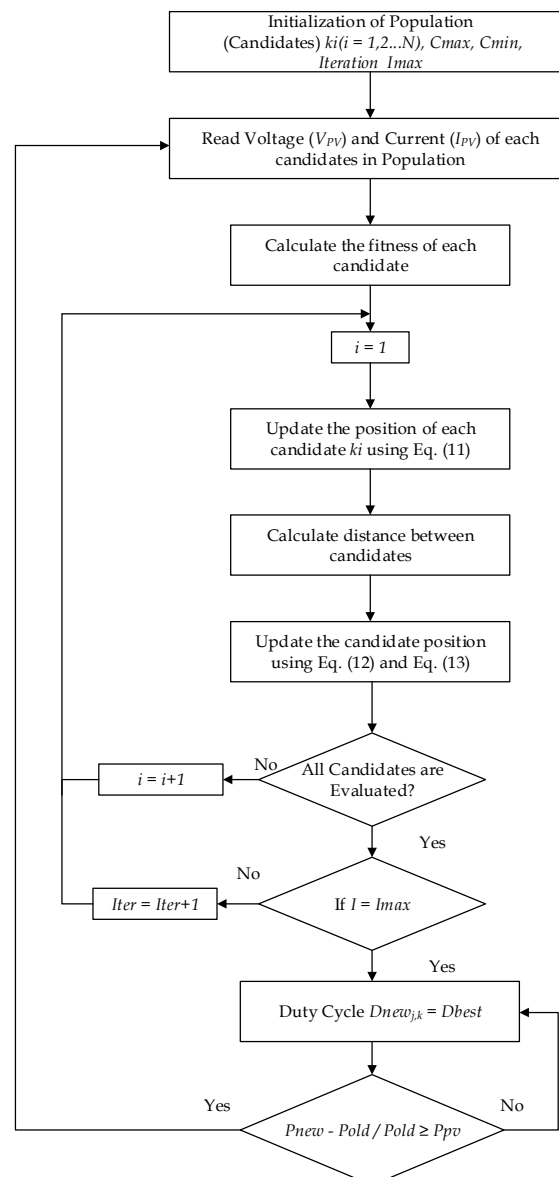 Initialization of Population
(Candidates) ki(i = 1,2...N), Cmax, Cmin,
Iteration Imax
Read Voltage (VPV) and Current (IPV) of each
candidates in Population
Calculate the fitness of each
candidate
i = 1
Update the position of each
candidate ki using Eq. (11)
Calculate distance between
candidates
Update the candidate position
using Eq. (12) and Eq. (13)
All Candidates are
Evaluated?
No
i = i+1
Yes
If I = Imax
No
Iter = Iter+1
Yes
Duty Cycle Dnewj,k = Dbest
Yes
Pnew - Pold / Pold ≥ Ppv
No